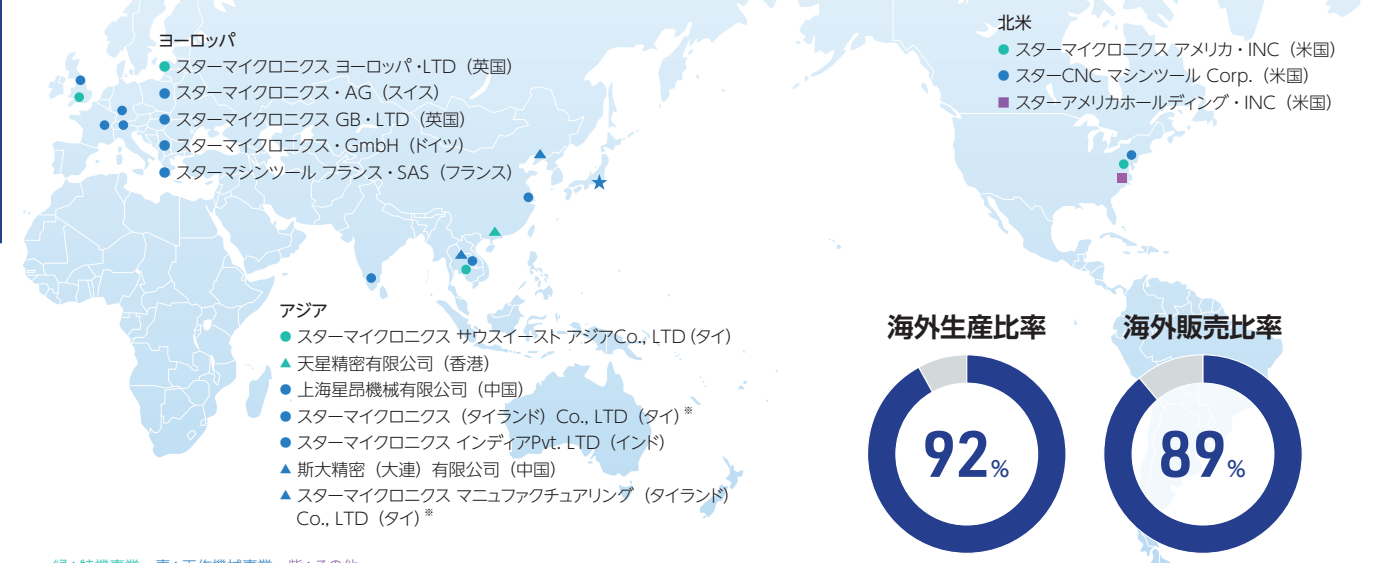 ヨーロッパ
スターマイクロニクス ヨーロッパ・LTD（英国）
スターマイクロニクス・AG（スイス）
スターマイクロニクス GB・LTD（英国）
スターマイクロニクス・GmbH（ドイツ）
スターマシンツール フランス・SAS（フランス）
北米
スターマイクロニクス アメリカ・INC（米国）
スターCNC マシンツール Corp.（米国）
スターアメリカホールディング・INC（米国）
アジア
スターマイクロニクス サウスイースト アジアCo., LTD (タイ)
天星精密有限公司（香港）
上海星昂機械有限公司（中国）
スターマイクロニクス（タイランド）Co., LTD（タイ）※
スターマイクロニクス インディアPvt. LTD（インド）
斯大精密（大連）有限公司（中国）
スターマイクロニクス マニュファクチュアリング（タイランド）
Co., LTD（タイ）※
海外生産比率
92%
海外販売比率
89%